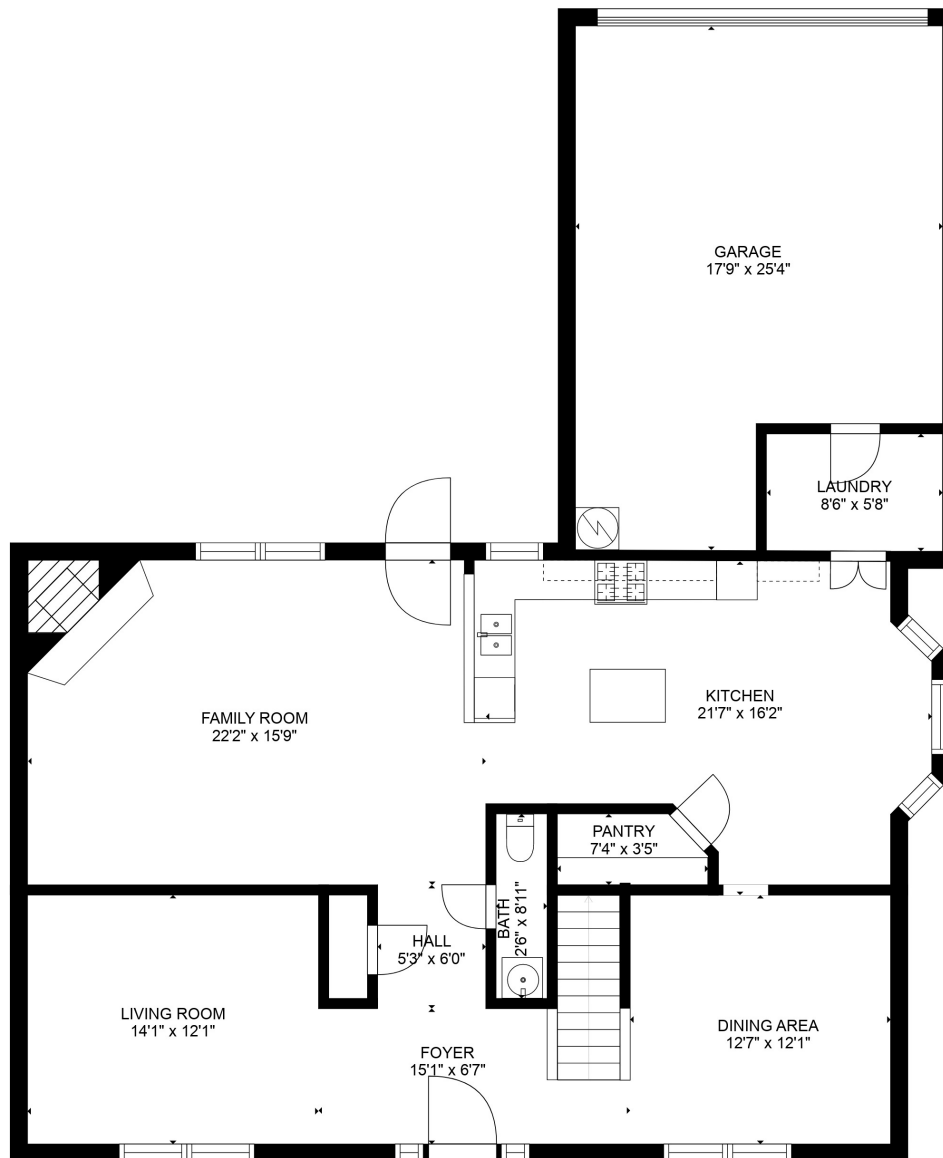 GARAGE
17'9" x 25'4"
LAUNDRY
8'6" x 5'8"
FAMILY ROOM
22'2" x 15'9"
KITCHEN
21'7" x 16'2"
PANTRY
7'4" x 3'5"
BATH
2'6" x 8'11"
HALL
5'3" x 6'0"
LIVING ROOM
14'1" x 12'1"
FOYER
15'1" x 6'7"
DINING AREA
12'7" x 12'1"